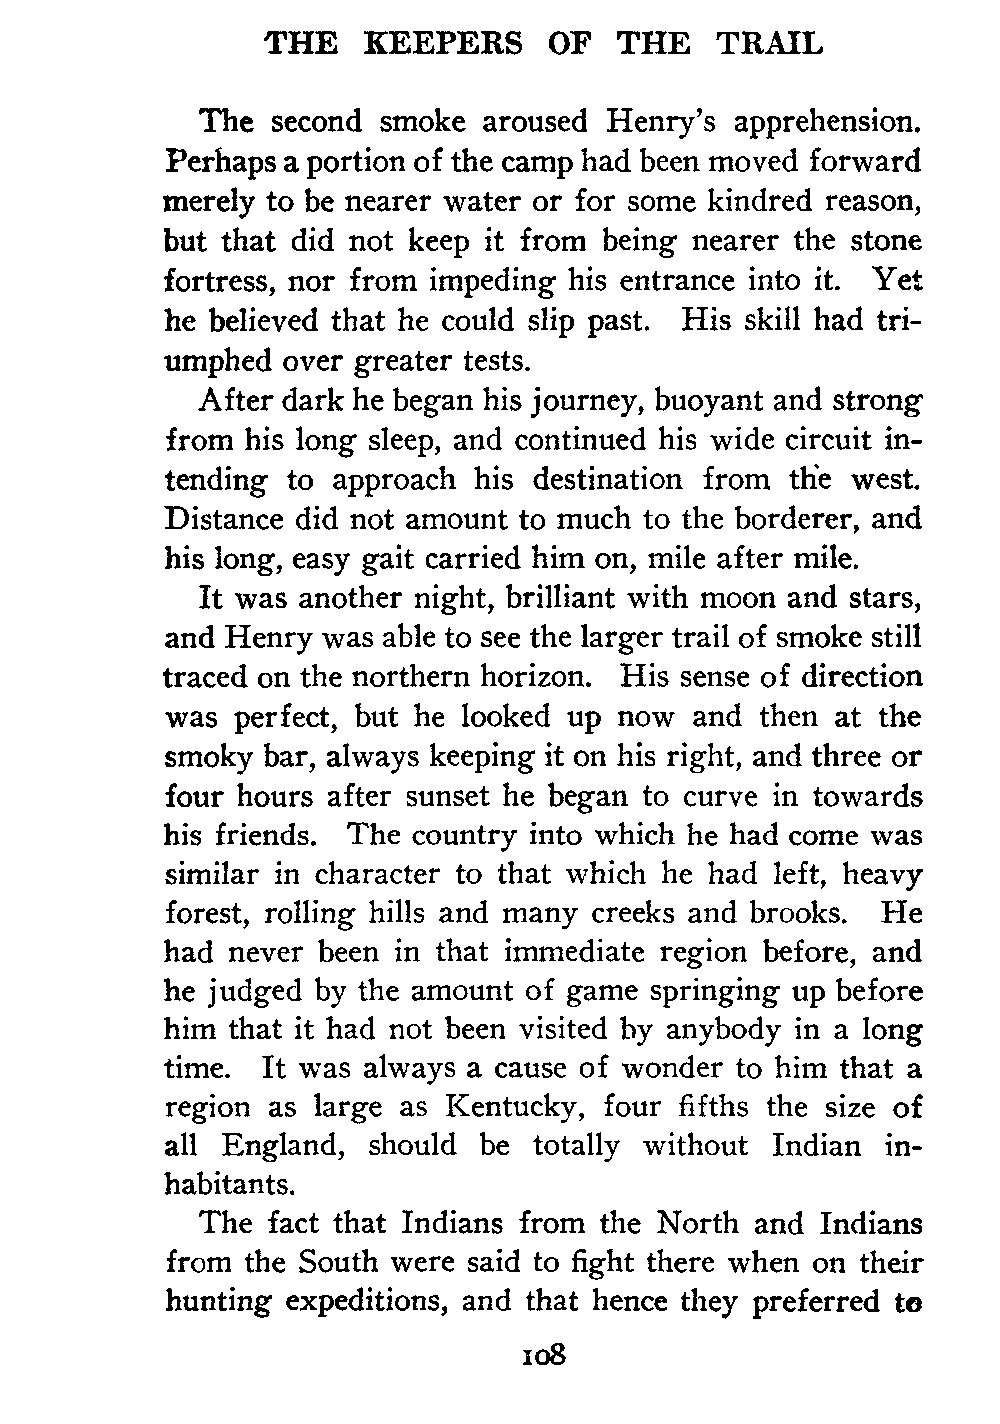 THE KEEPERS OF THE TRAIL
The second smoke aroused Henry's apprehension.
Perhaps a portion of the camp had been moved forward
merely to be nearer water or for some kindred reason,
but that did not keep it from being nearer the stone
fortress, nor from impeding his entrance into it. Yet
he believed that he could slip past. His skill had tri-
umphed over greater tests.
After dark he began his journey, buoyant and strong
from his long sleep, and continued his wide circuit in-
tending to approach his destination from the west.
Distance did not amount to much to the borderer, and
his long, easy gait carried him on, mile after mile.
It was another night, brilliant with moon and stars,
and Henry was able to see the larger trail of smoke still
traced on the northern horizon. His sense of direction
was perfect, but he looked up now and then at the
smoky bar, always keeping it on his right, and three or
four hours after sunset he began to curve in towards
his friends. The country into which he had come was
similar in character to that which he had left, heavy
forest, rolling hills and many creeks and brooks. He
had never been in that immediate region before, and
he judged by the amount of game springing up before
him that it had not been visited by anybody in a long
time. It was always a cause of wonder to him that a
region as large as Kentucky, four fifths the size of
all England, should be totally without Indian in-
habitants.
The fact that Indians from the North and Indians
from the South were said to fight there when on their
hunting expeditions, and that hence they preferred to
108